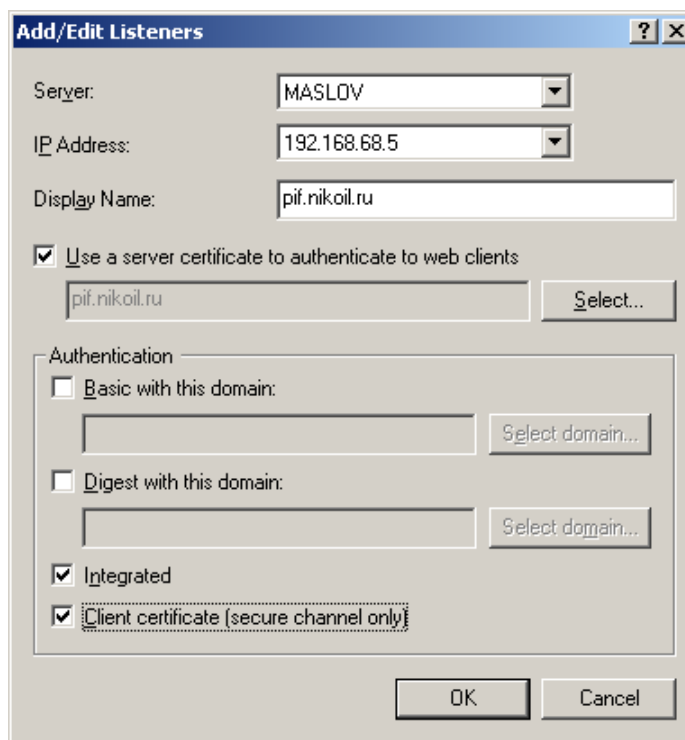 Add/Edit Listeners
Server: MASLOV
IP Address: 192.168.68.5
Display Name: pif.nikoil.ru
Use a server certificate to authenticate to web clients
pif.nikoil.ru Select...
Authentication
Basic with this domain:
Select domain...
Digest with this domain:
Select domain...
Integrated
Client certificate (secure channel only)
OK Cancel